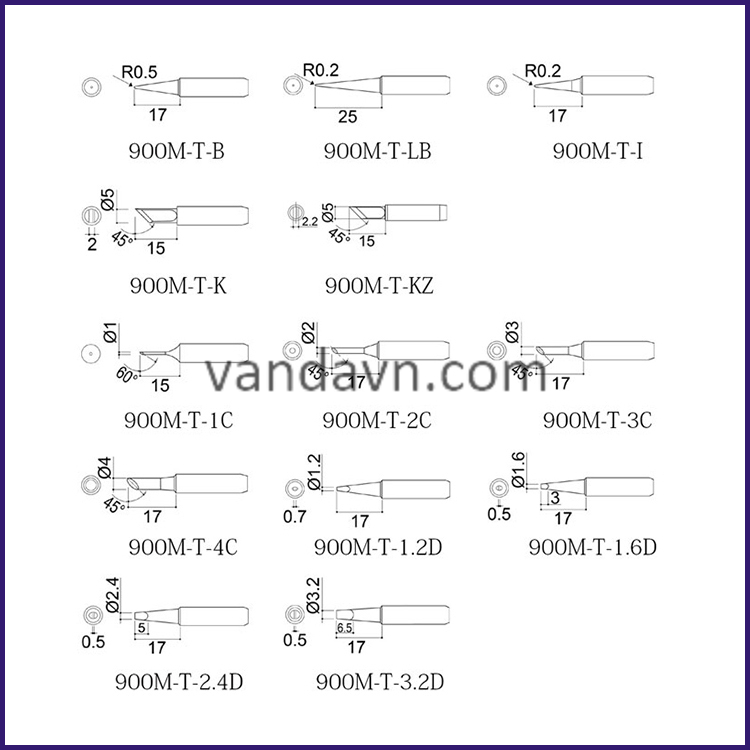 R0.5
17
900M-T-B
R0.2
25
900M-T-LB
R0.2
17
900M-T-I
Ø5
2
45°
15
900M-T-K
Ø5
2.2
45°
15
900M-T-KZ
Ø1
60°
15
900M-T-1C
Ø2
45°
17
900M-T-2C
Ø3
45°
17
900M-T-3C
vandavn.com
Ø4
45°
17
900M-T-4C
Ø1.2
0.7
17
900M-T-1.2D
Ø1.6
0.5
3
17
900M-T-1.6D
Ø2.4
0.5
5
17
900M-T-2.4D
Ø3.2
0.5
6.5
17
900M-T-3.2D